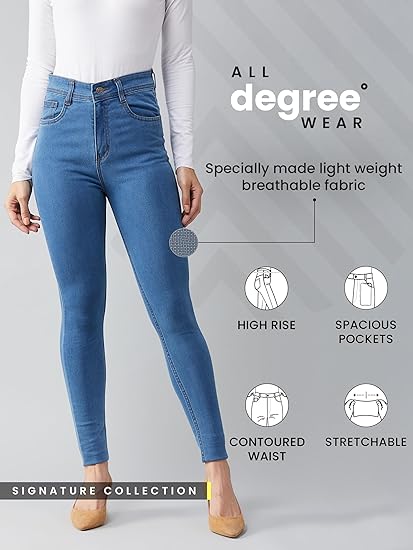 ALL
degree°
WEAR
Specially made light weight
breathable fabric
HIGH RISE
SPACIOUS
POCKETS
CONTOURED
WAIST
STRETCHABLE
SIGNATURE COLLECTION